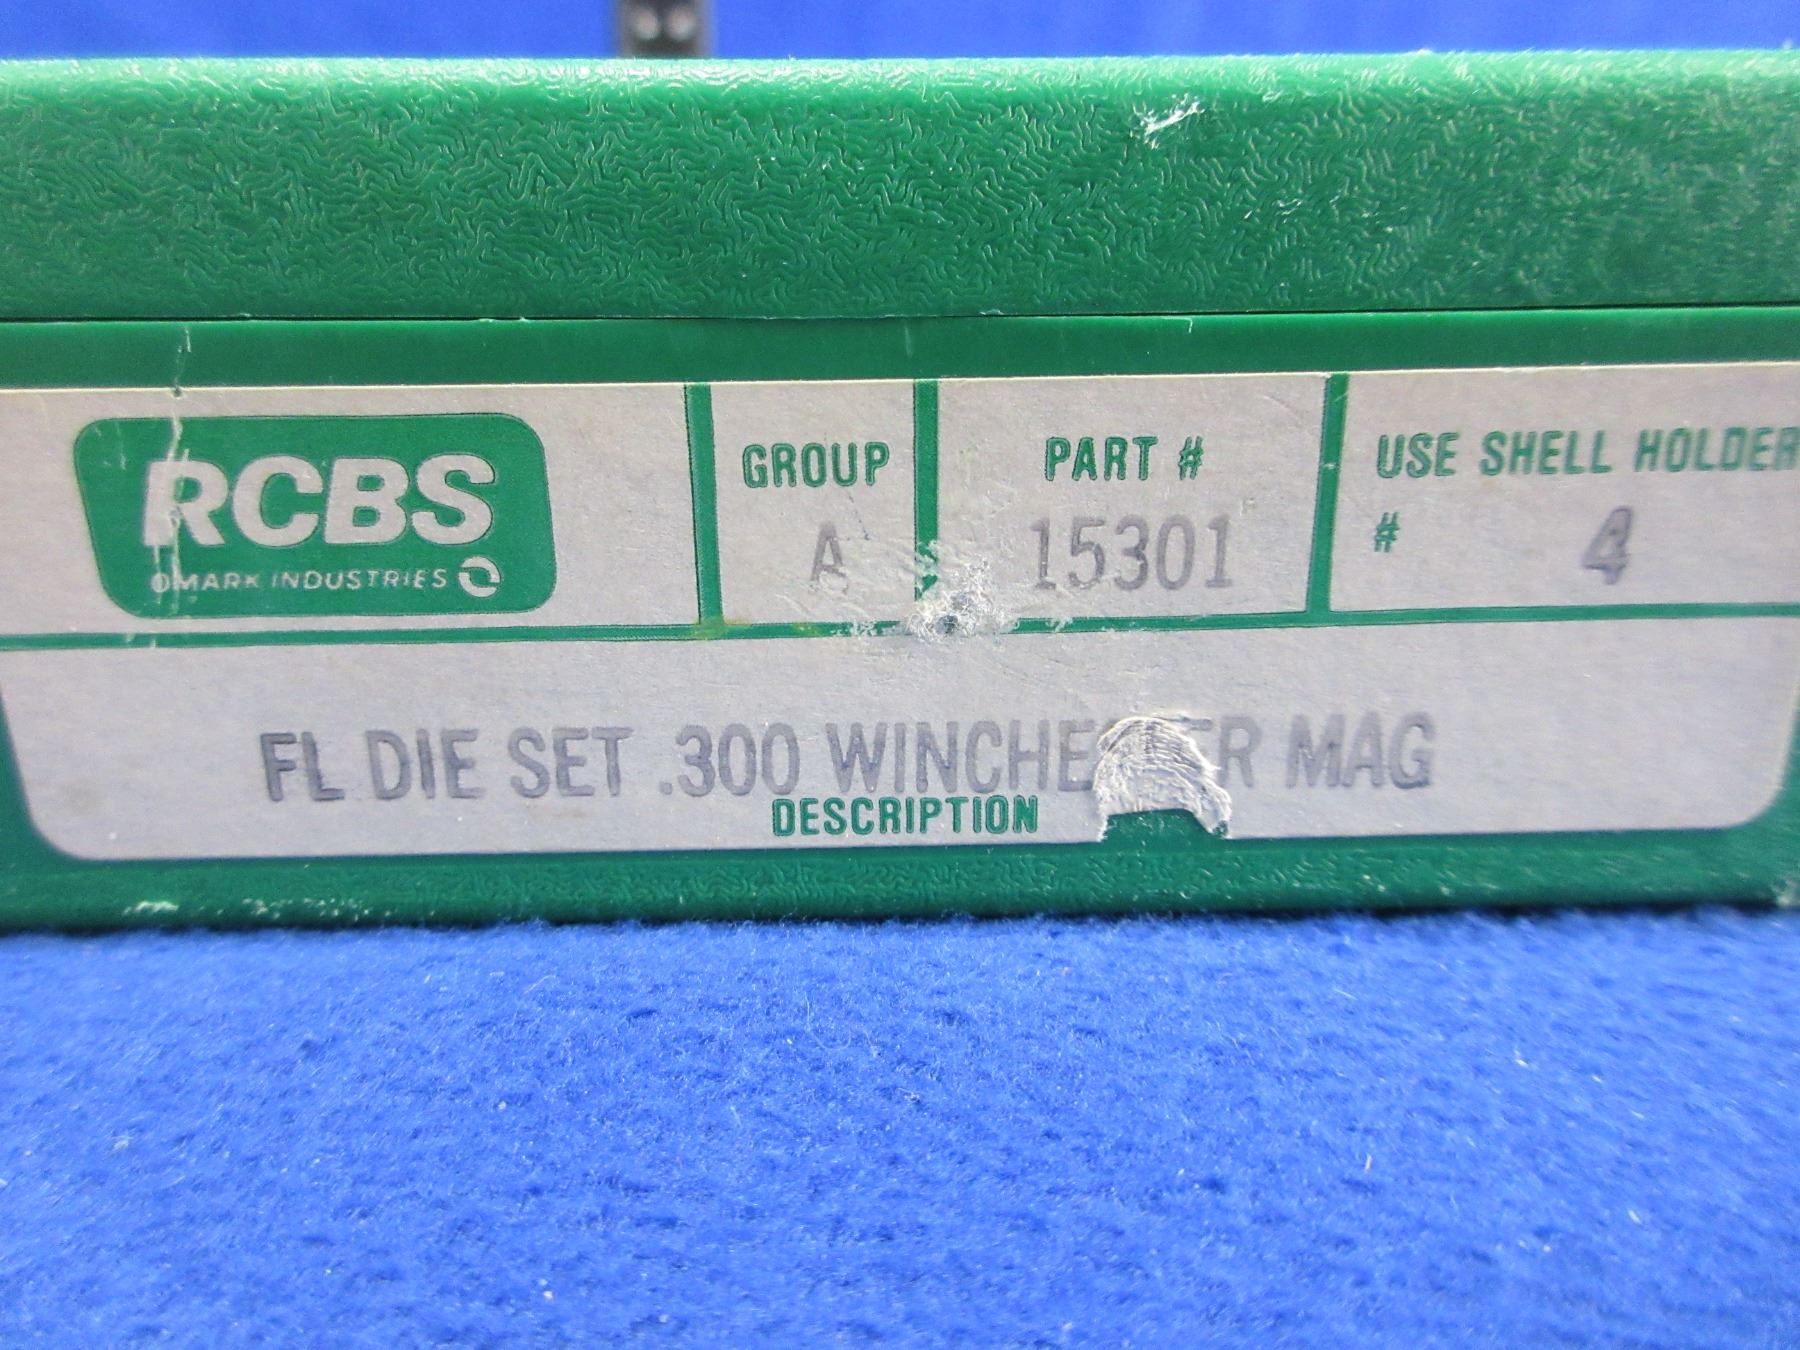 RCBS
OMARK INDUSTRIES
GROUP
A
PART #
15301
USE SHELL HOLDER
# 4
FL DIE SET .300 MAG
DESCRIPTION